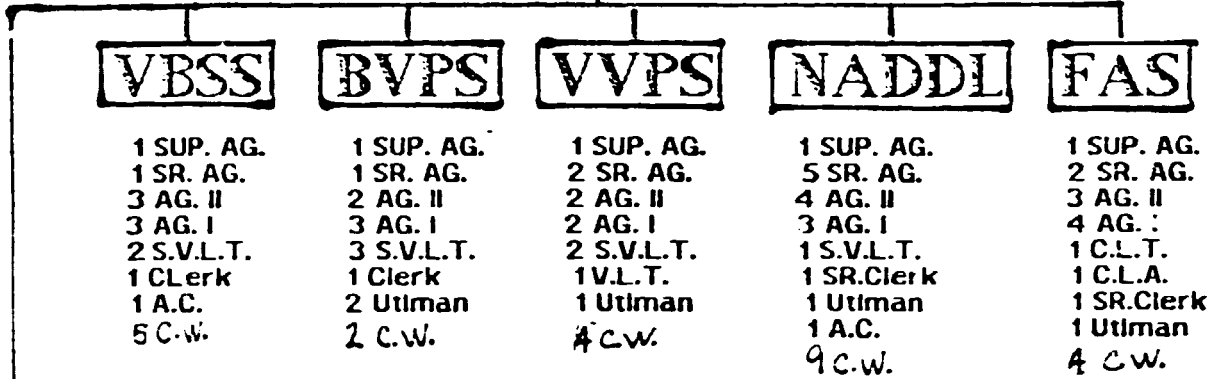 VBSS
1 SUP. AG.
1 SR. AG.
3 AG. II
3 AG. I
2 S.V.L.T.
1 CLerk
1 A.C.
5 C.W.
BVPS
1 SUP. AG.
1 SR. AG.
2 AG. II
3 AG. I
3 S.V.L.T.
1 Clerk
2 Utlman
2 C.W.
VVPS
1 SUP. AG.
2 SR. AG.
2 AG. II
2 AG. I
2 S.V.L.T.
1 V.L.T.
1 Utlman
4 C.W.
NADDL
1 SUP. AG.
5 SR. AG.
4 AG. II
3 AG. I
1 S.V.L.T.
1 SR.Clerk
1 Utlman
1 A.C.
9 C.W.
FAS
1 SUP. AG.
2 SR. AG.
3 AG. II
4 AG. :
1 C.L.T.
1 C.L.A.
1 SR.Clerk
1 Utlman
4 C.W.